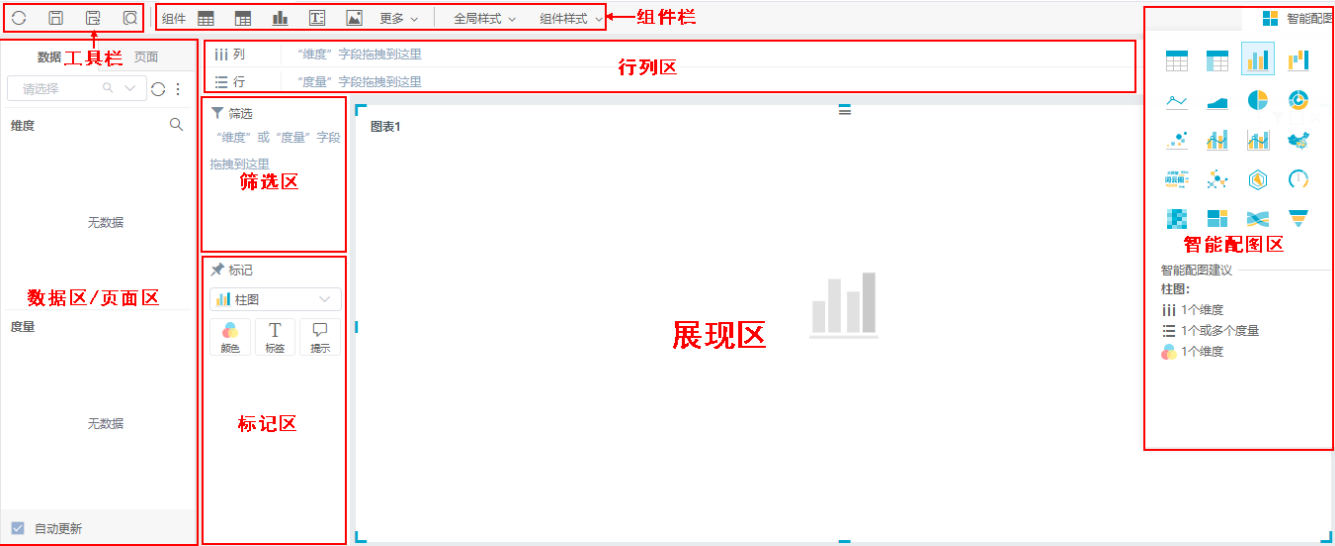 组件 更多 全局样式 组件样式 组件栏 智能配图
数据 工具栏 页面
请选择
列 “维度”字段拖拽到这里
行列区
行 “度量”字段拖拽到这里
维度
无数据
数据区/页面区
度量
无数据
自动更新
筛选
“维度”或“度量”字段
拖拽到这里
筛选区
标记
柱图
T
颜色 标签 提示
标记区
图表1
展现区
智能配图区
智能配图建议
柱图：
1个维度
1个或多个度量
1个维度